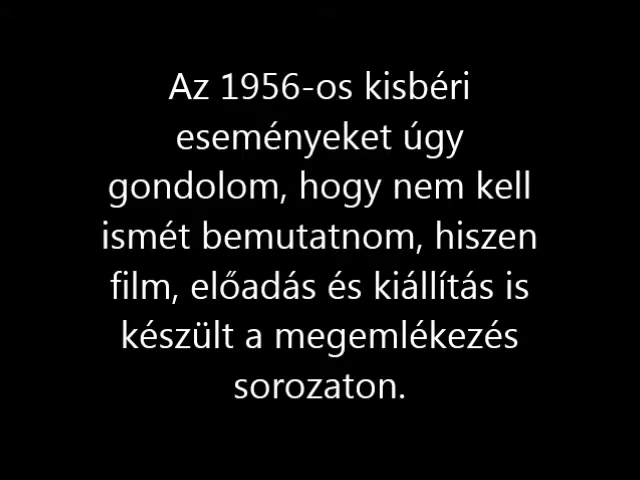 Az 1956-os kisbéri
eseményeket úgy
gondolom, hogy nem kell
ismét bemutatnom, hiszen
film, előadás és kiállítás is
készült a megemlékezés
sorozaton.